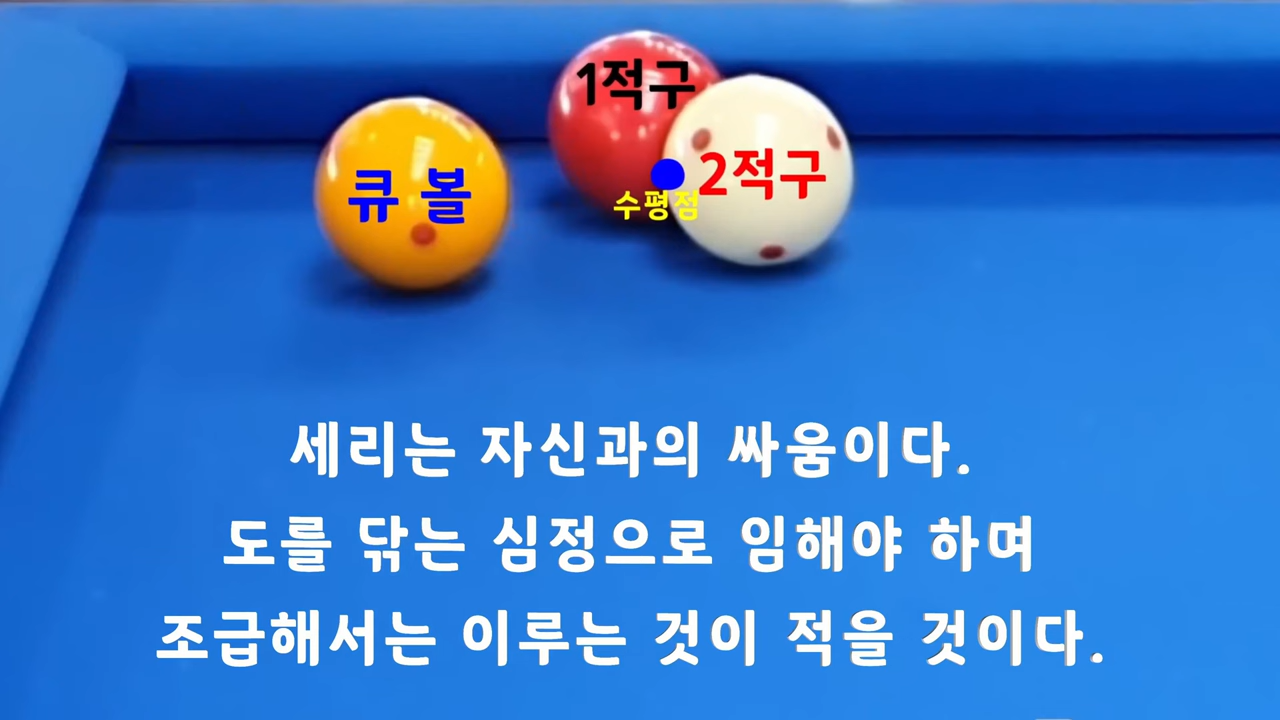 1적구
2적구
큐 볼
수평점
세리는 자신과의 싸움이다.
도를 닦는 심정으로 임해야 하며
조급해서는 이루는 것이 적을 것이다.